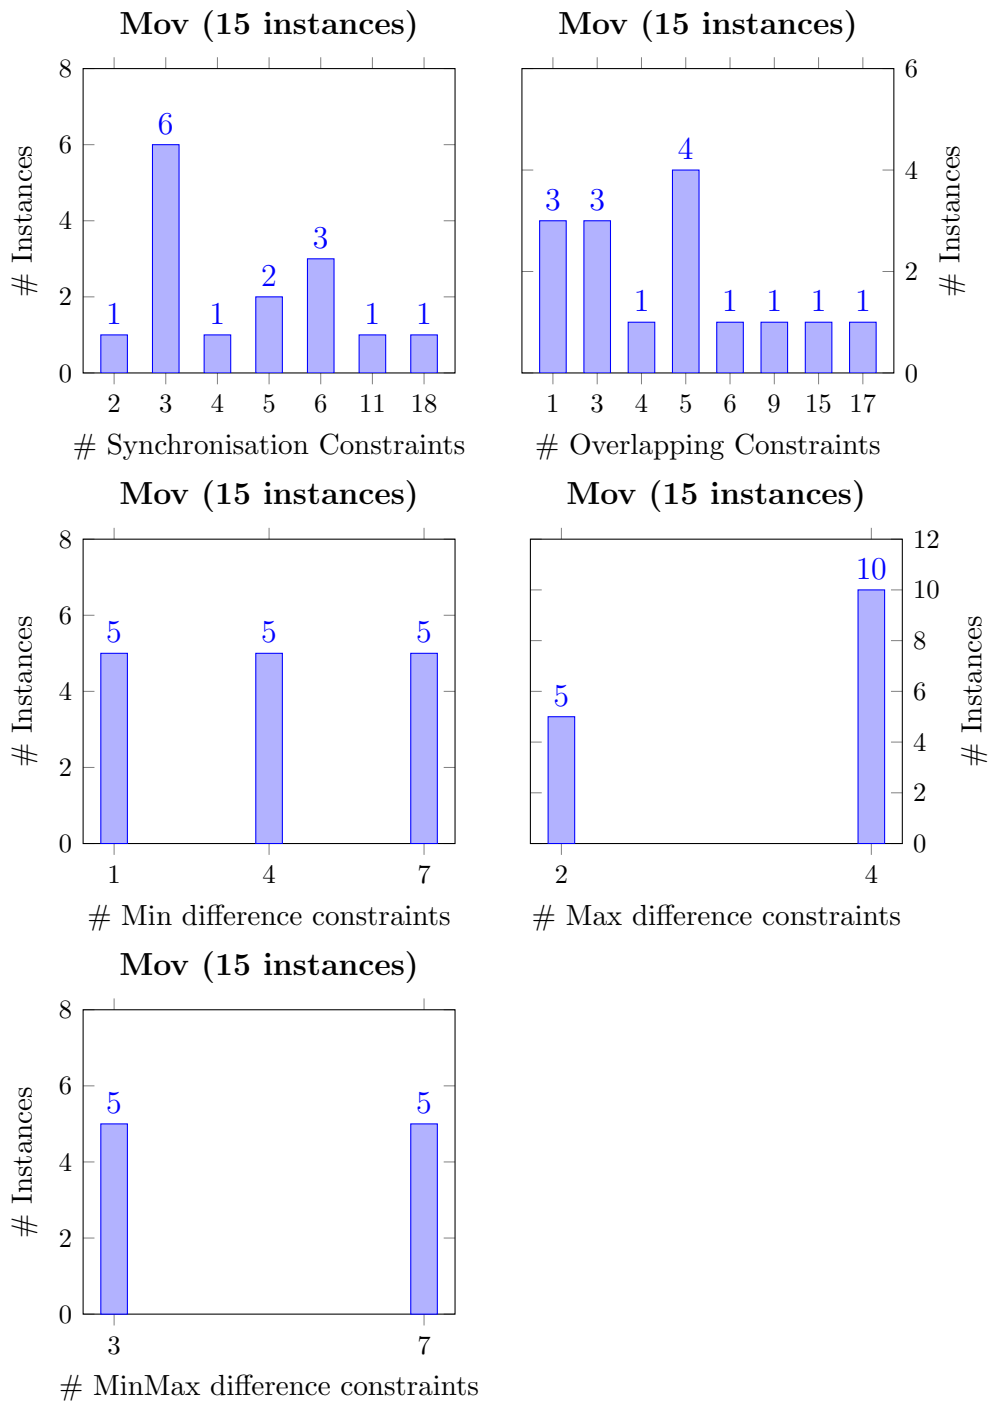 Mov (15 instances)
8
6
4
2
0
# Instances
1
6
1
2
3
1
1
2 3 4 5 6 11 18
# Synchronisation Constraints
Mov (15 instances)
6
4
2
0
# Instances
3
3
1
4
1
1
1
1
1 3 4 5 6 9 15 17
# Overlapping Constraints
Mov (15 instances)
8
6
4
2
0
# Instances
5 5 5
1 4 7
# Min difference constraints
Mov (15 instances)
12
10
8
6
4
2
0
# Instances
5
10
2 4
# Max difference constraints
Mov (15 instances)
8
6
4
2
0
# Instances
5 5
3 7
# MinMax difference constraints